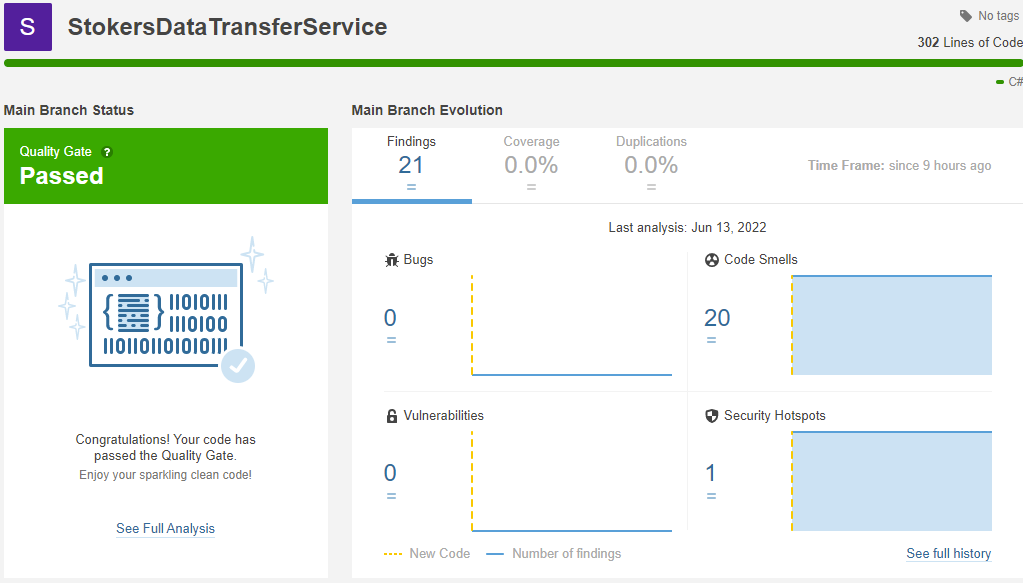 S StokersDataTransferService
No tags
302 Lines of Code
C#
Main Branch Status
Main Branch Evolution
Quality Gate ?
Passed
Findings
21
=
Coverage
0.0%
=
Duplications
0.0%
=
Time Frame: since 9 hours ago
Last analysis: Jun 13, 2022
Bugs
0
=
Code Smells
20
=
Vulnerabilities
0
=
Security Hotspots
1
=
New Code
Number of findings
See full history
{ } IIOIOIII
IIIOIOO
IIOIIOIIOIOIOIII
Congratulations! Your code has
passed the Quality Gate.
Enjoy your sparkling clean code!
See Full Analysis